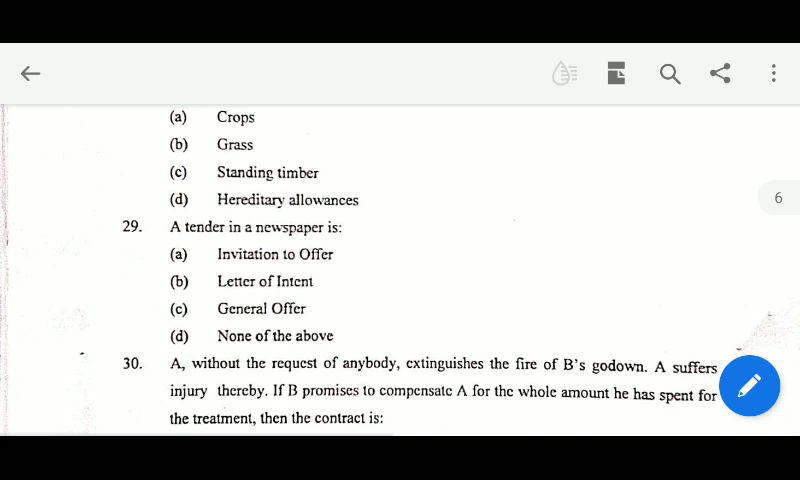 (a) Crops
(b) Grass
(c) Standing timber
(d) Hereditary allowances
6
29. A tender in a newspaper is:
(a) Invitation to Offer
(b) Letter of Intent
(c) General Offer
(d) None of the above
30. A, without the request of anybody, extinguishes the fire of B's godown. A suffers
injury thereby. If B promises to compensate A for the whole amount he has spent for
the treatment, then the contract is: